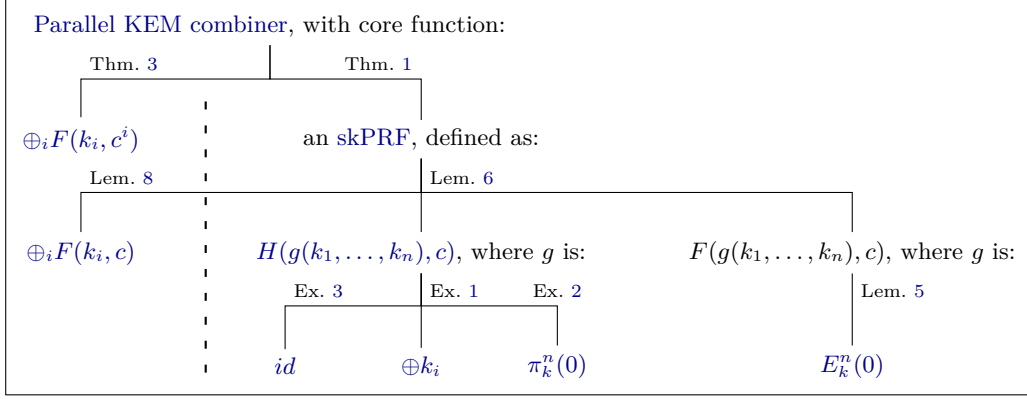 Parallel KEM combiner, with core function:
Thm. 3 Thm. 1
⊕ᵢF(kᵢ, cⁱ) an skPRF, defined as:
Lem. 8 Lem. 6
⊕ᵢF(kᵢ, c) H(g(k₁, . . . , kₙ), c), where g is: F(g(k₁, . . . , kₙ), c), where g is:
Ex. 3 Ex. 1 Ex. 2 Lem. 5
id ⊕kᵢ πₖⁿ(0) Eₖⁿ(0)